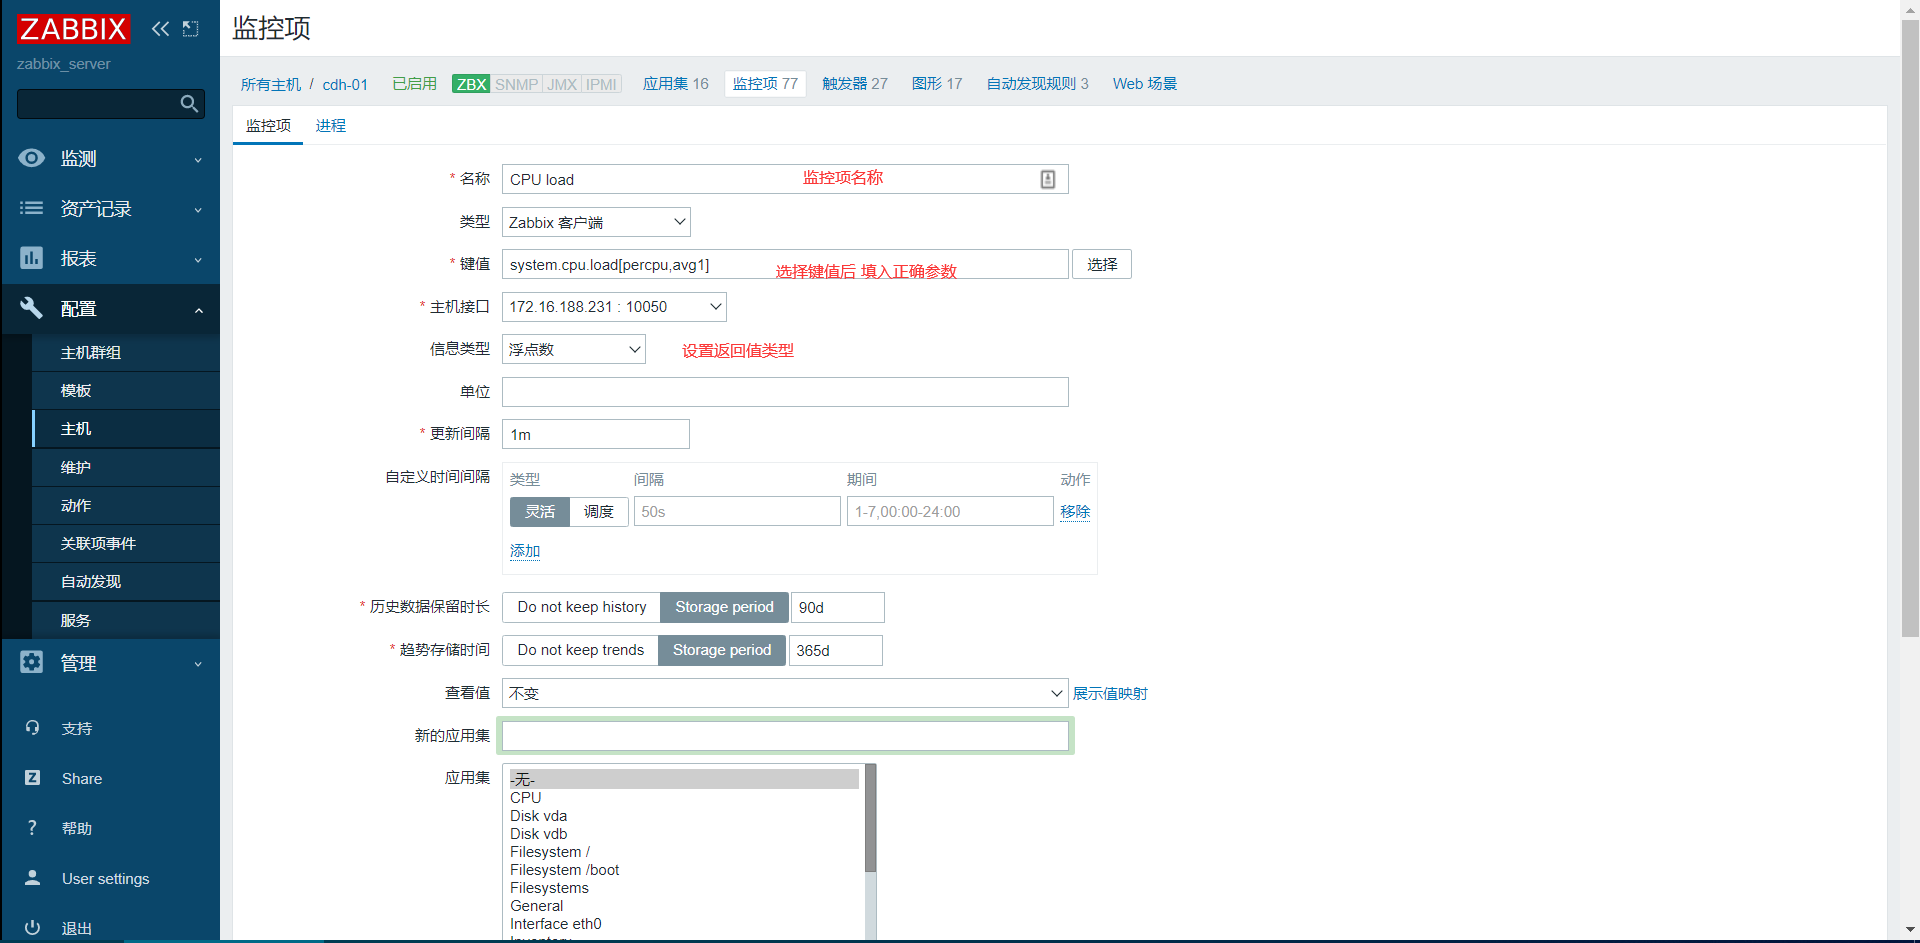 ZABBIX
zabbix_server
监测
资产记录
报表
配置
主机群组
模板
主机
维护
动作
关联项事件
自动发现
服务
管理
支持
Share
帮助
User settings
退出
监控项
所有主机 / cdh-01 已启用 ZBX SNMP JMX IPMI 应用集 16 监控项 77 触发器 27 图形 17 自动发现规则 3 Web 场景
监控项 进程
* 名称 CPU load 监控项名称
类型 Zabbix 客户端
* 键值 system.cpu.load[percpu,avg1] 选择键值后 填入正确参数 选择
* 主机接口 172.16.188.231 : 10050
信息类型 浮点数 设置返回值类型
单位
* 更新间隔 1m
自定义时间间隔 类型 间隔 期间 动作
灵活 调度 50s 1-7,00:00-24:00 移除
添加
* 历史数据保留时长 Do not keep history Storage period 90d
* 趋势存储时间 Do not keep trends Storage period 365d
查看值 不变 展示值映射
新的应用集
应用集 -无-
CPU
Disk vda
Disk vdb
Filesystem /
Filesystem /boot
Filesystems
General
Interface eth0